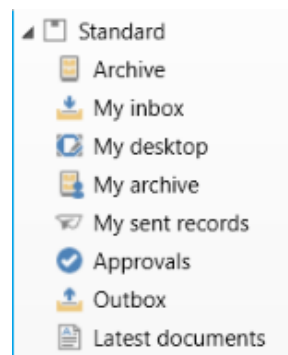 Standard
Archive
My inbox
My desktop
My archive
My sent records
Approvals
Outbox
Latest documents